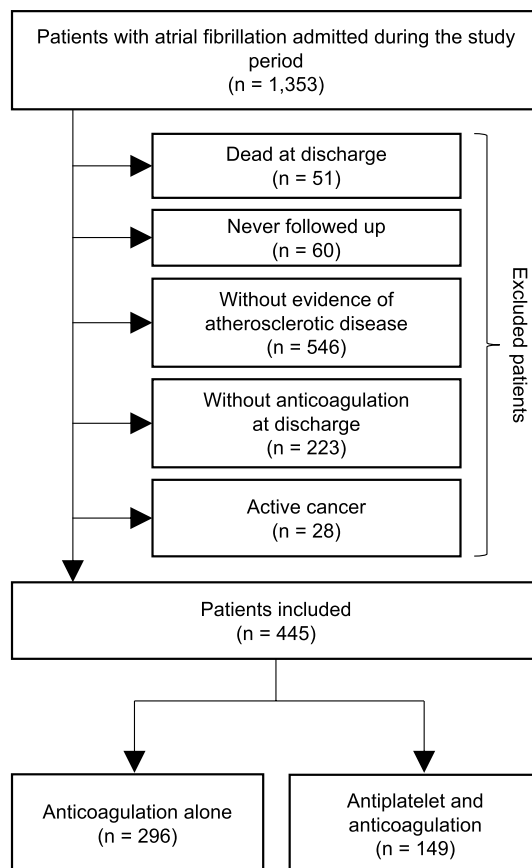 Patients with atrial fibrillation admitted during the study
period
(n = 1,353)
Dead at discharge
(n = 51)
Never followed up
(n = 60)
Without evidence of
atherosclerotic disease
(n = 546)
Without anticoagulation
at discharge
(n = 223)
Active cancer
(n = 28)
Excluded patients
Patients included
(n = 445)
Anticoagulation alone
(n = 296)
Antiplatelet and
anticoagulation
(n = 149)